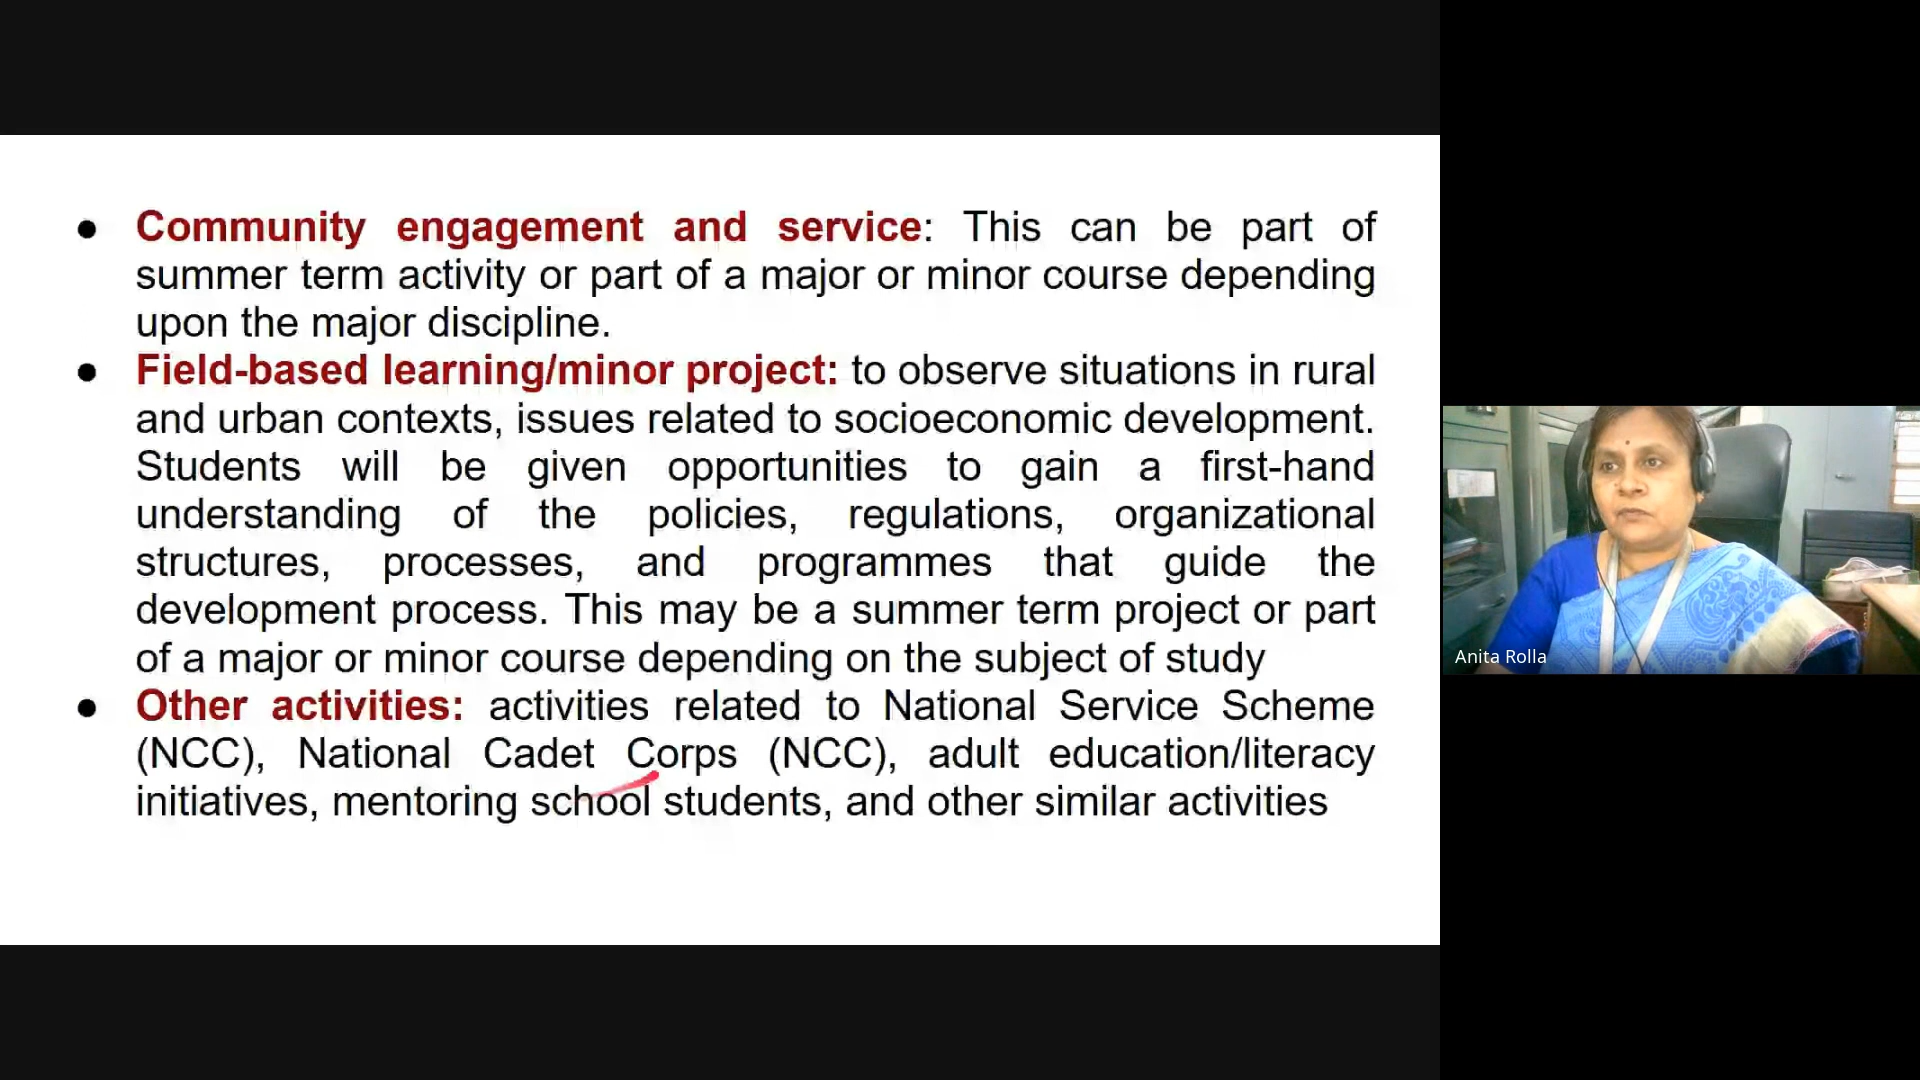 ● Community engagement and service: This can be part of
summer term activity or part of a major or minor course depending
upon the major discipline.
● Field-based learning/minor project: to observe situations in rural
and urban contexts, issues related to socioeconomic development.
Students will be given opportunities to gain a first-hand
understanding of the policies, regulations, organizational
structures, processes, and programmes that guide the
development process. This may be a summer term project or part
of a major or minor course depending on the subject of study
● Other activities: activities related to National Service Scheme
(NCC), National Cadet Corps (NCC), adult education/literacy
initiatives, mentoring school students, and other similar activities
Anita Rolla